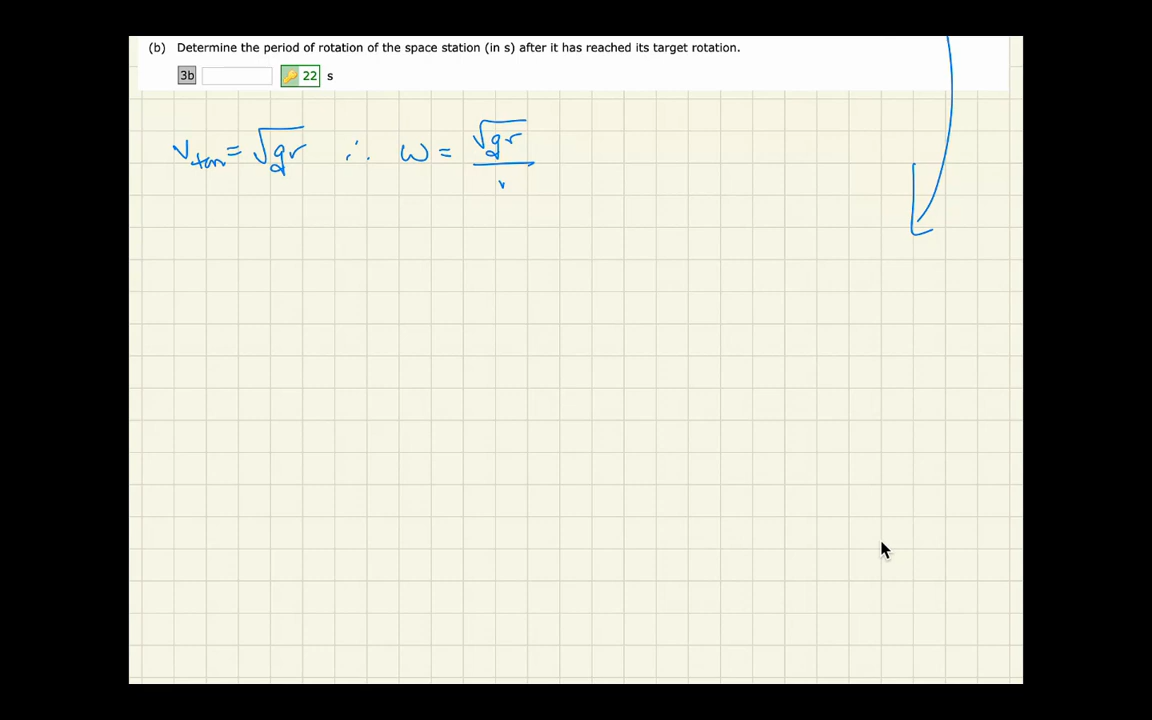 (b) Determine the period of rotation of the space station (in s) after it has reached its target rotation.
3b 22 s
v_tan = √gr ∴ ω = √gr / r